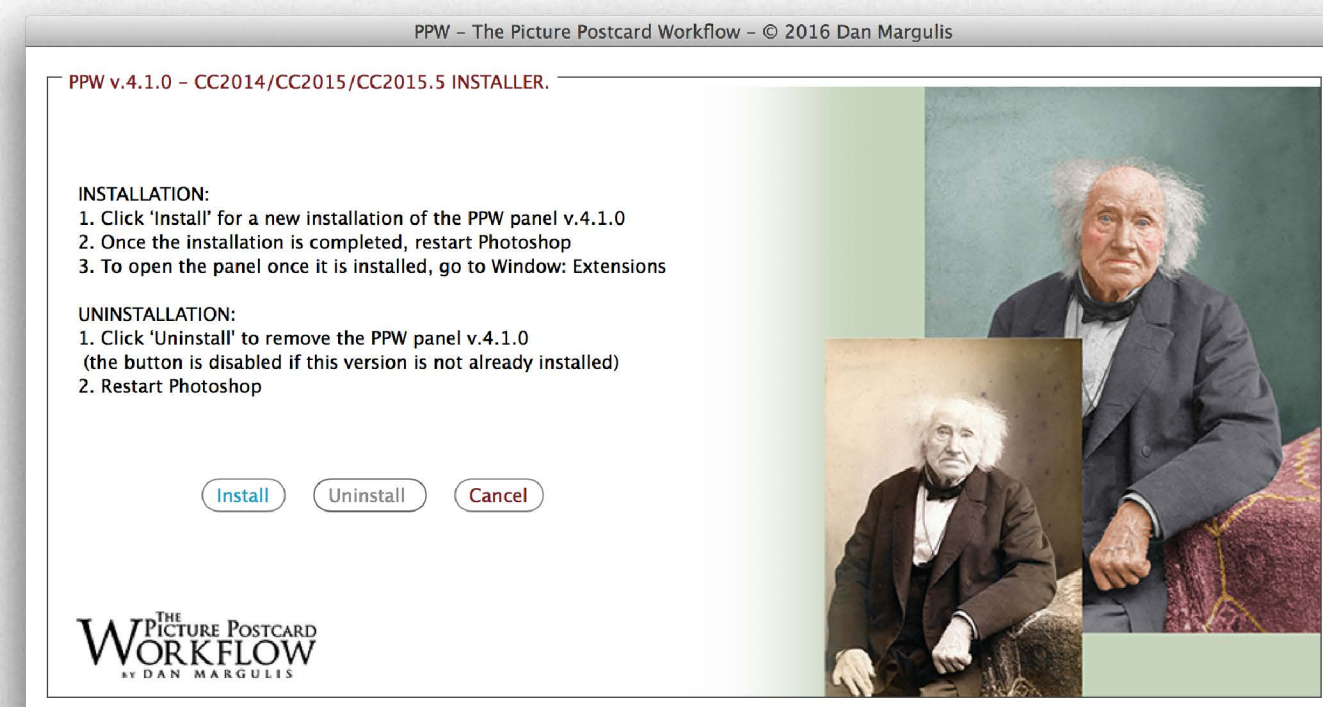 PPW – The Picture Postcard Workflow – © 2016 Dan Margulis
PPW v.4.1.0 – CC2014/CC2015/CC2015.5 INSTALLER.
INSTALLATION:
1. Click ‘Install’ for a new installation of the PPW panel v.4.1.0
2. Once the installation is completed, restart Photoshop
3. To open the panel once it is installed, go to Window: Extensions
UNINSTALLATION:
1. Click ‘Uninstall' to remove the PPW panel v.4.1.0
(the button is disabled if this version is not already installed)
2. Restart Photoshop
Install Uninstall Cancel
THE
PICTURE POSTCARD
WORKFLOW
BY DAN MARGULIS